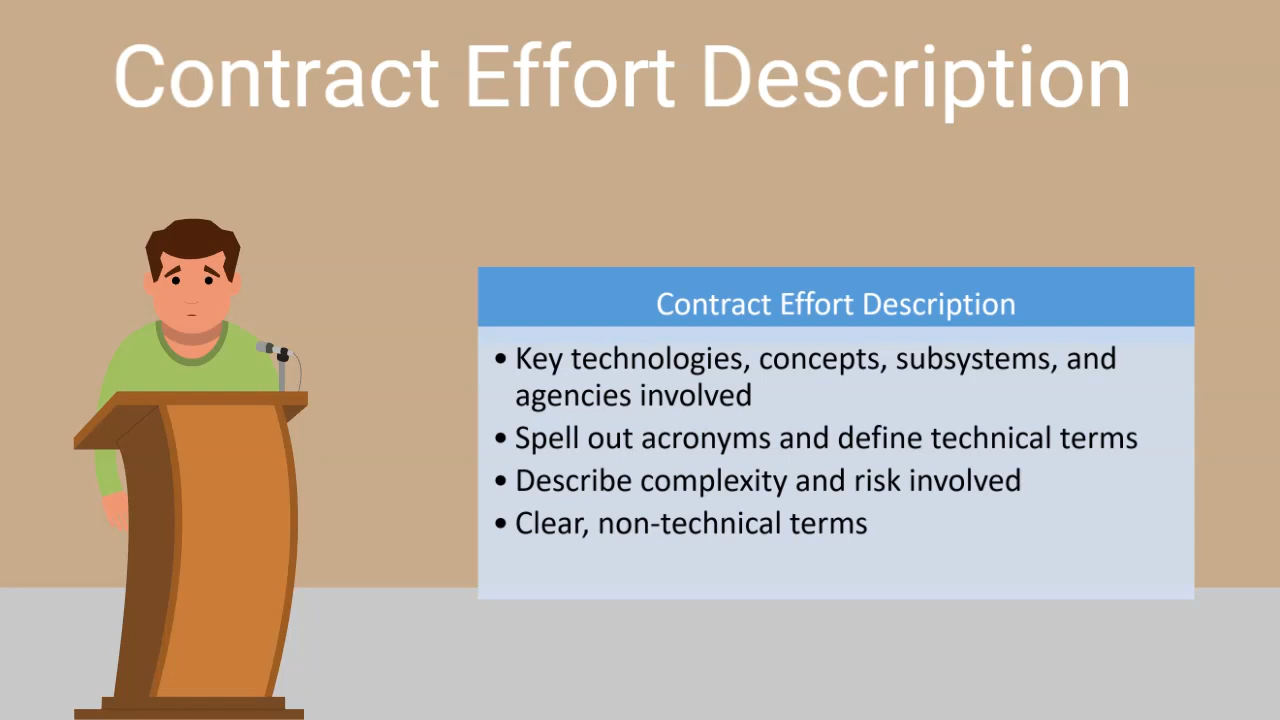 Contract Effort Description
Contract Effort Description
• Key technologies, concepts, subsystems, and
agencies involved
• Spell out acronyms and define technical terms
• Describe complexity and risk involved
• Clear, non-technical terms